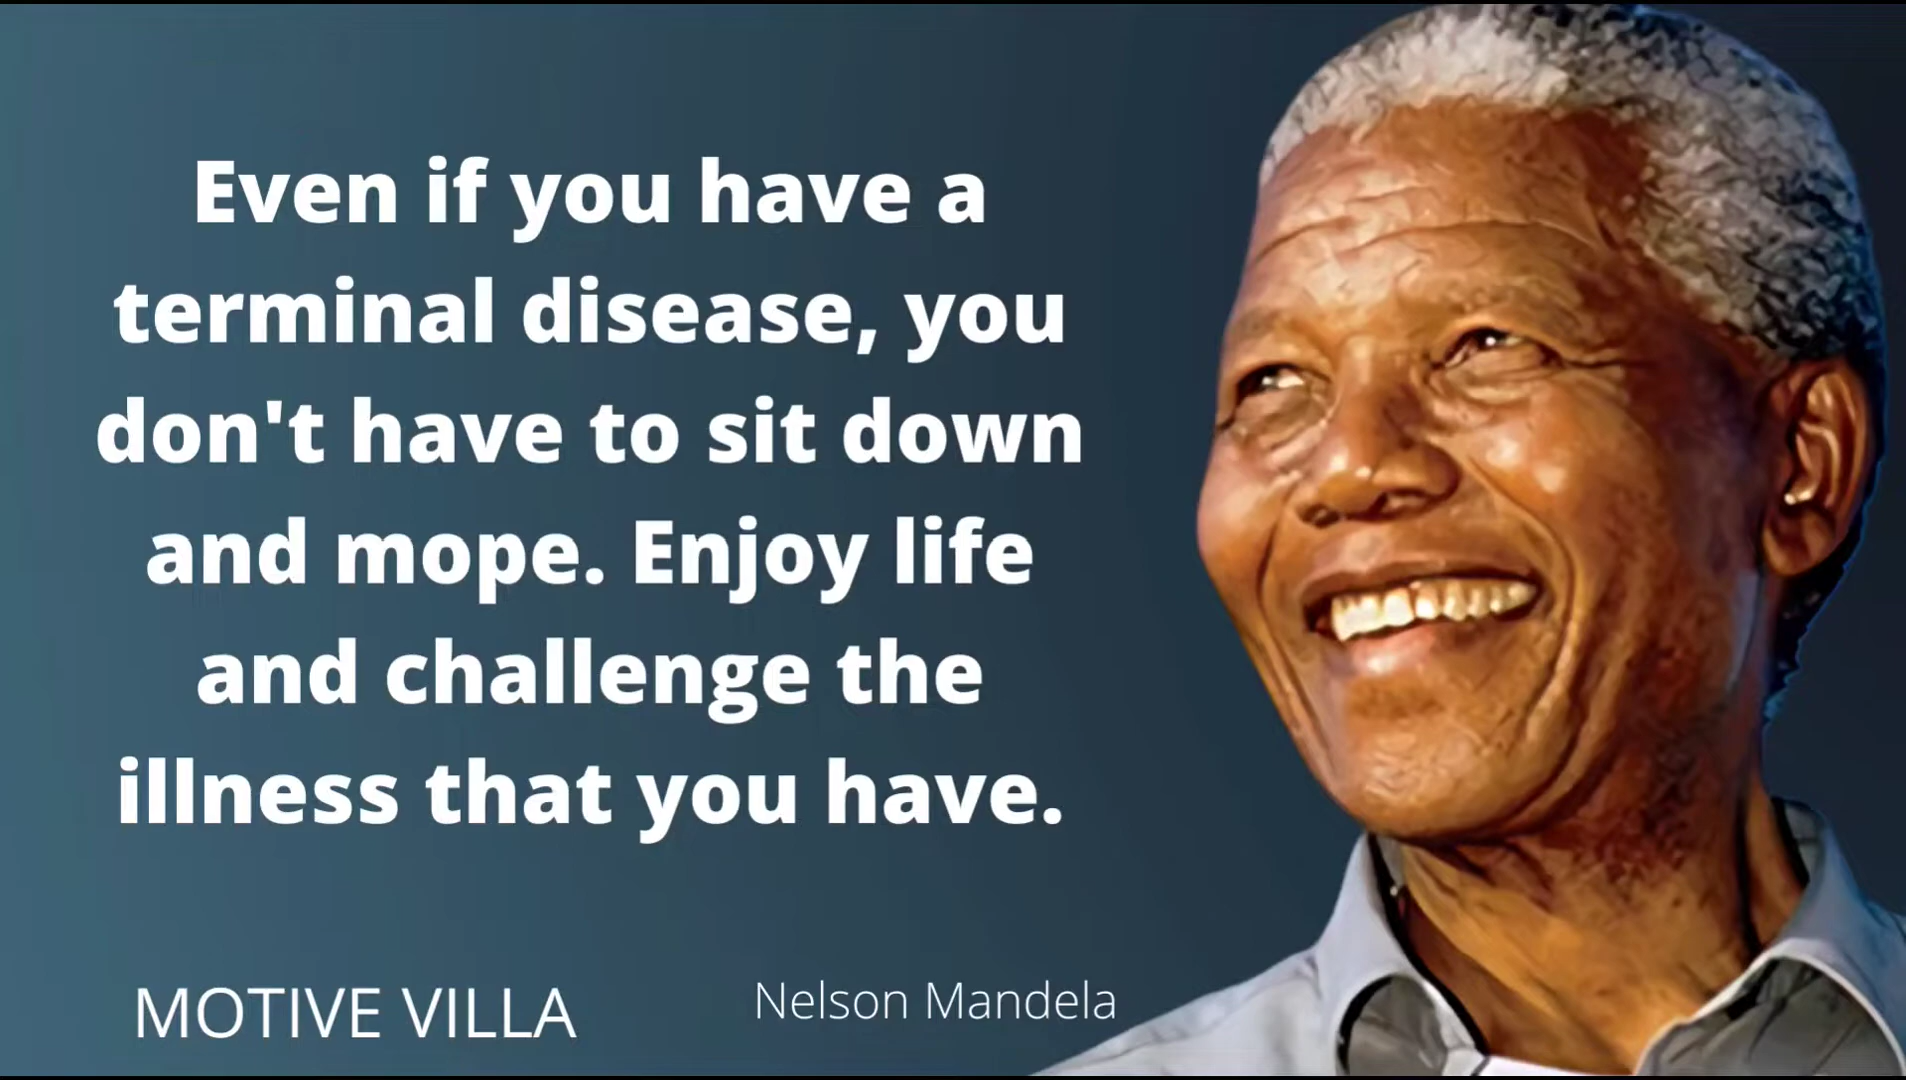 Even if you have a
terminal disease, you
don't have to sit down
and mope. Enjoy life
and challenge the
illness that you have.
MOTIVE VILLA
Nelson Mandela